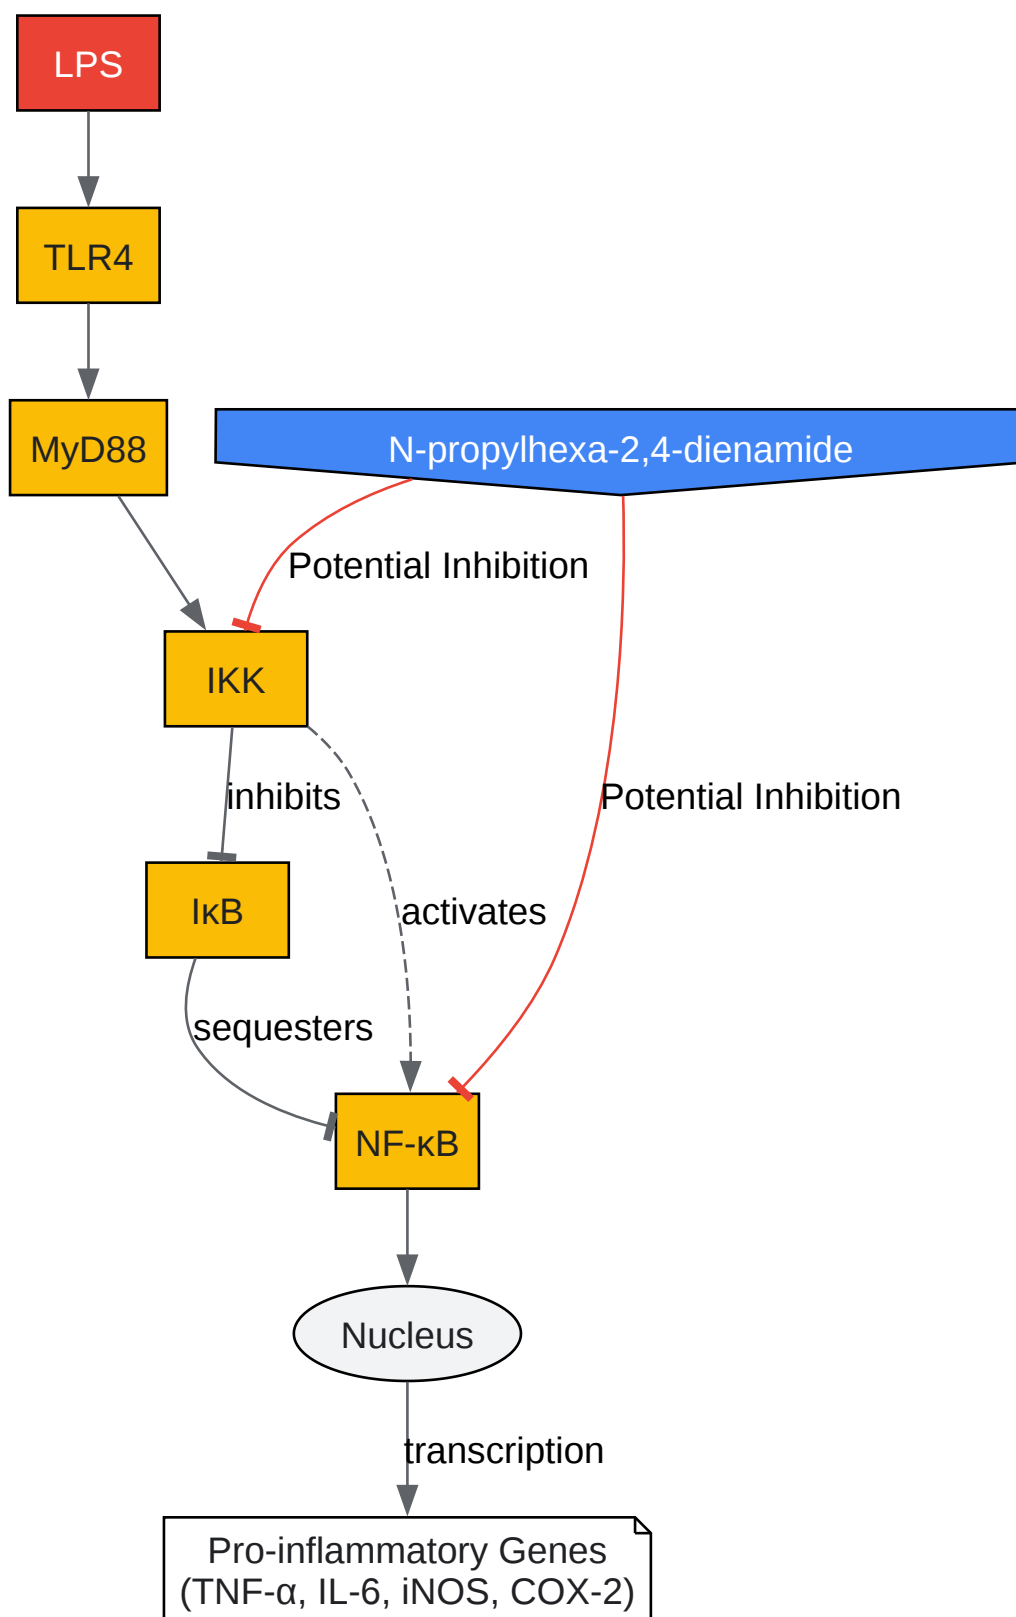 LPS
TLR4
MyD88
N-propylhexa-2,4-dienamide
Potential Inhibition
IKK
inhibits
Potential Inhibition
IκB
activates
sequesters
NF-κB
Nucleus
transcription
Pro-inflammatory Genes
(TNF-α, IL-6, iNOS, COX-2)